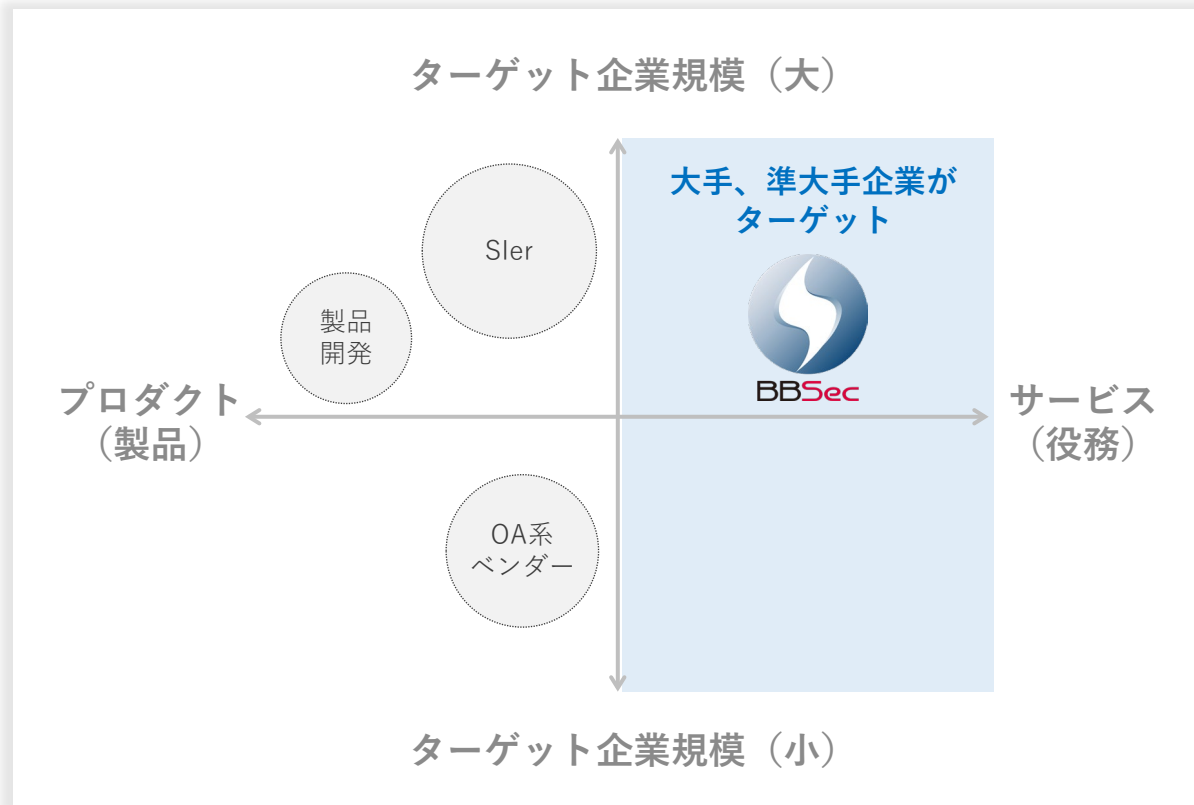 ターゲット企業規模（大）
大手、準大手企業が
ターゲット
SIer
製品
開発
BBSec
プロダクト
（製品）
サービス
（役務）
OA系
ベンダー
ターゲット企業規模（小）